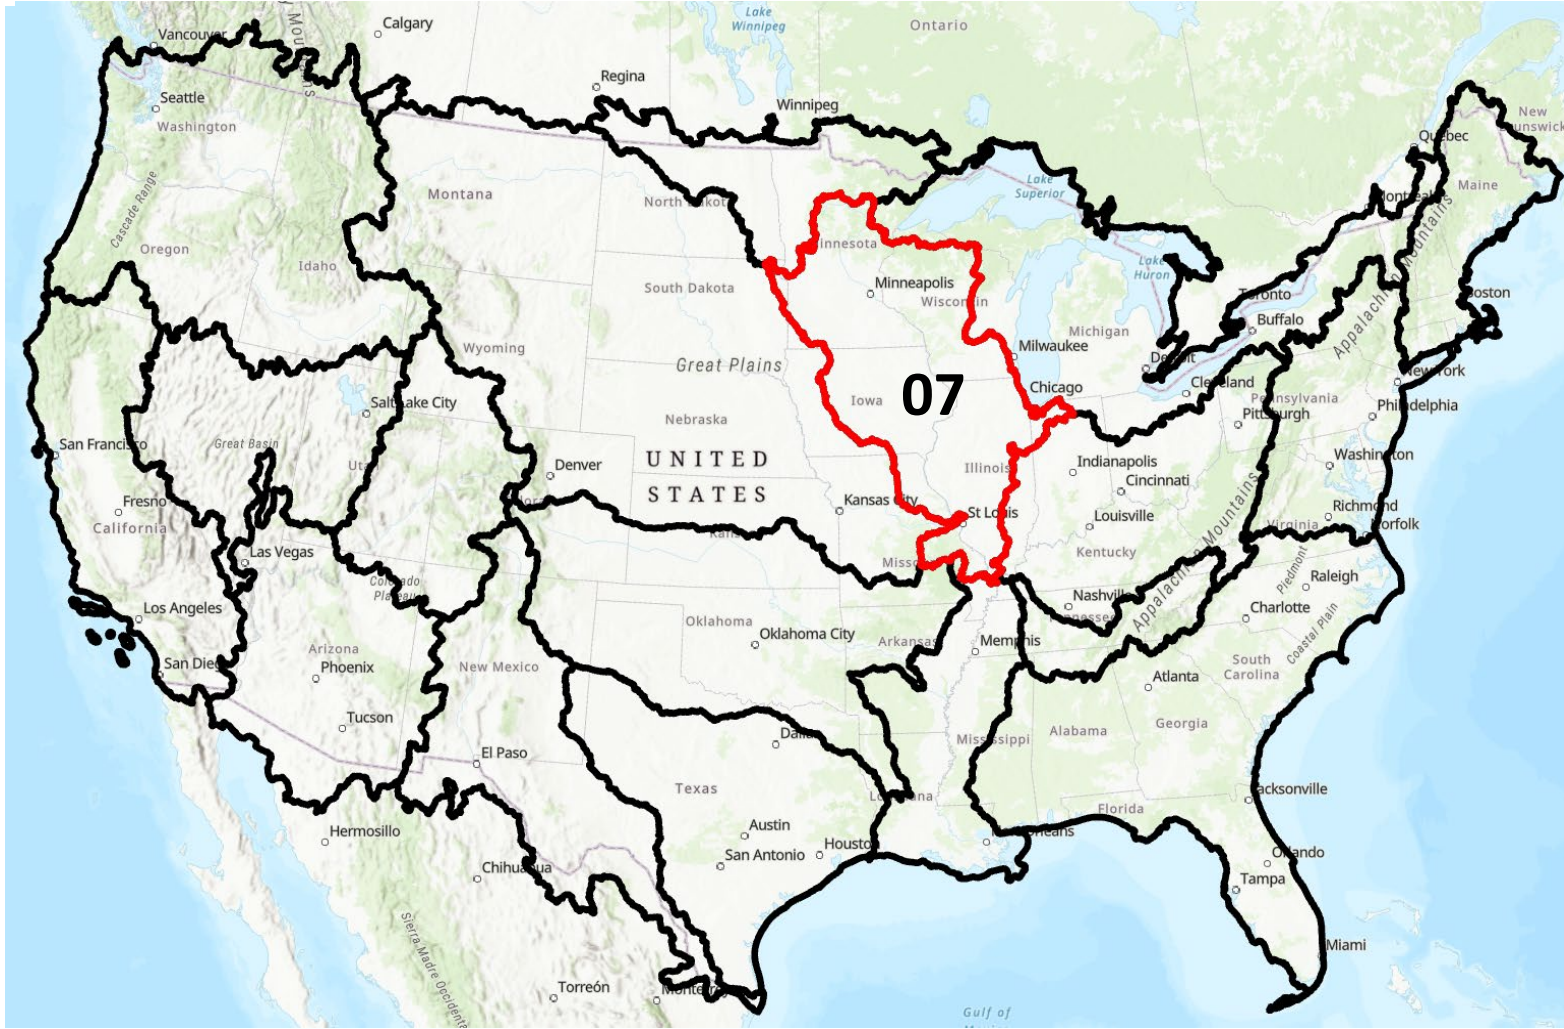 Calgary
Lake
Winnipeg
Ontario
Vancouver
Regina
Winnipeg
Seattle
Washington
New
Brunswick
Québec
Lake
Superior
Montana
North Dakota
Montreal
Maine
Cascade Range
Oregon
Idaho
Minnesota
Lake
Huron
South Dakota
Minneapolis
Wisconsin
Toronto
Boston
Buffalo
Appalachian Mountains
Michigan
Milwaukee
Wyoming
Great Plains
Detroit
New York
Chicago
Cleveland
Salt Lake City
Iowa
07
Pennsylvania
Pittsburgh
Philadelphia
Nebraska
San Francisco
Great Basin
Utah
Denver
UNITED
STATES
Illinois
Indianapolis
Washington
Cincinnati
Fresno
California
Kansas City
St Louis
Louisville
Richmond
Norfolk
Virginia
Kansas
Las Vegas
Missouri
Kentucky
Colorado
Plateau
Appalachian Mountains
Piedmont
Raleigh
Los Angeles
Nashville
Tennessee
Charlotte
Coastal Plain
Oklahoma
Oklahoma City
Arkansas
Memphis
Arizona
Phoenix
San Diego
New Mexico
South
Carolina
Atlanta
Tucson
Dallas
Mississippi
Alabama
Georgia
El Paso
Texas
Louisiana
Jacksonville
Florida
Hermosillo
Austin
San Antonio
Houston
New Orleans
Chihuahua
Orlando
Tampa
Sierra Madre Occidental
Miami
Torreón
Monterrey
Gulf of